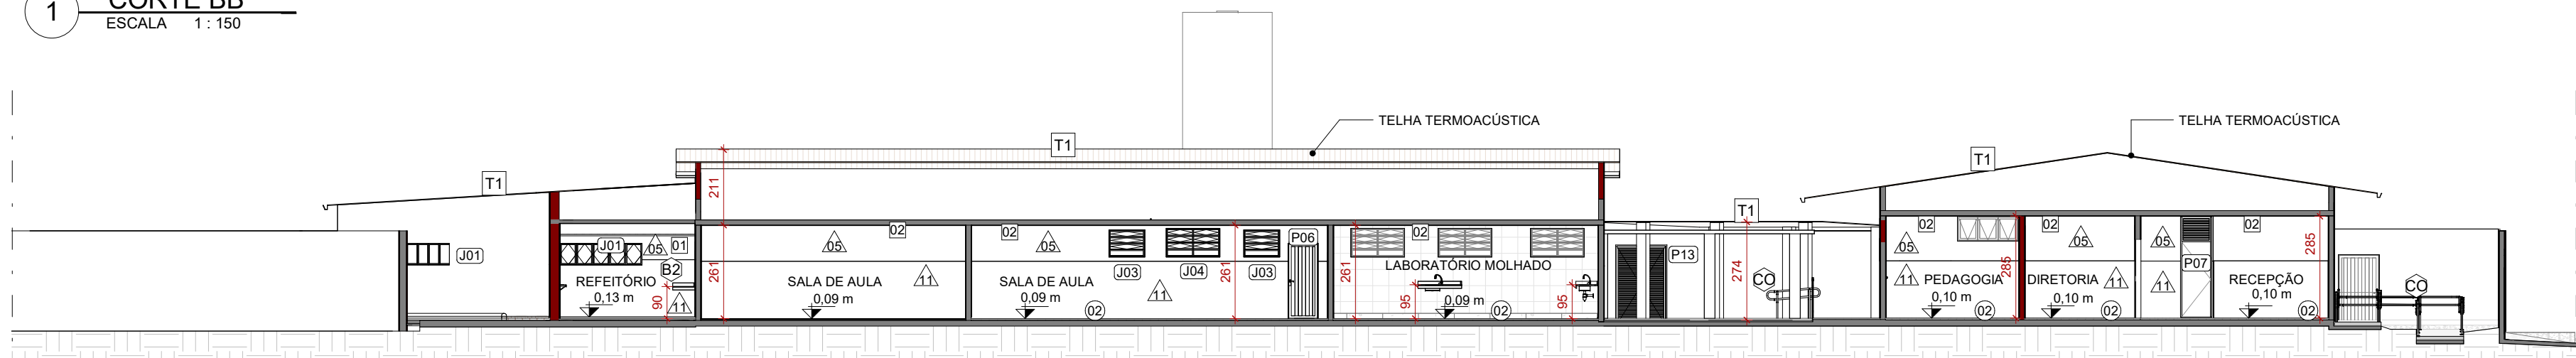 1
CORTE BB
ESCALA 1 : 150
TELHA TERMOACÚSTICA
TELHA TERMOACÚSTICA
T1
T1
T1
T1
211
J01
J01
05
01
B2
REFEITÓRIO
0,13 m
90
11
261
05
02
SALA DE AULA
11
0,09 m
02
05
J03
J04
J03
P06
261
SALA DE AULA
0,09 m
11
02
02
261
LABORATÓRIO MOLHADO
95
0,09 m
02
95
P13
274
CO
02
05
11
PEDAGOGIA
0,10 m
02
285
02
05
DIRETORIA
11
0,10 m
02
05
11
P07
02
RECEPÇÃO
0,10 m
02
285
CO